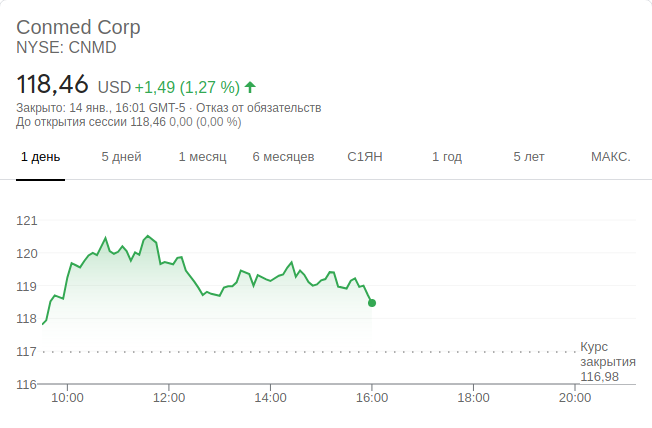 Conmed Corp
NYSE: CNMD
118,46 USD +1,49 (1,27 %)
Закрыто: 14 янв., 16:01 GMT-5 · Отказ от обязательств
До открытия сессии 118,46 0,00 (0,00 %)
1 день 5 дней 1 месяц 6 месяцев С1ЯН 1 год 5 лет МАКС.
121
120
119
118
117
116
Курс
закрытия
116,98
10:00 12:00 14:00 16:00 18:00 20:00